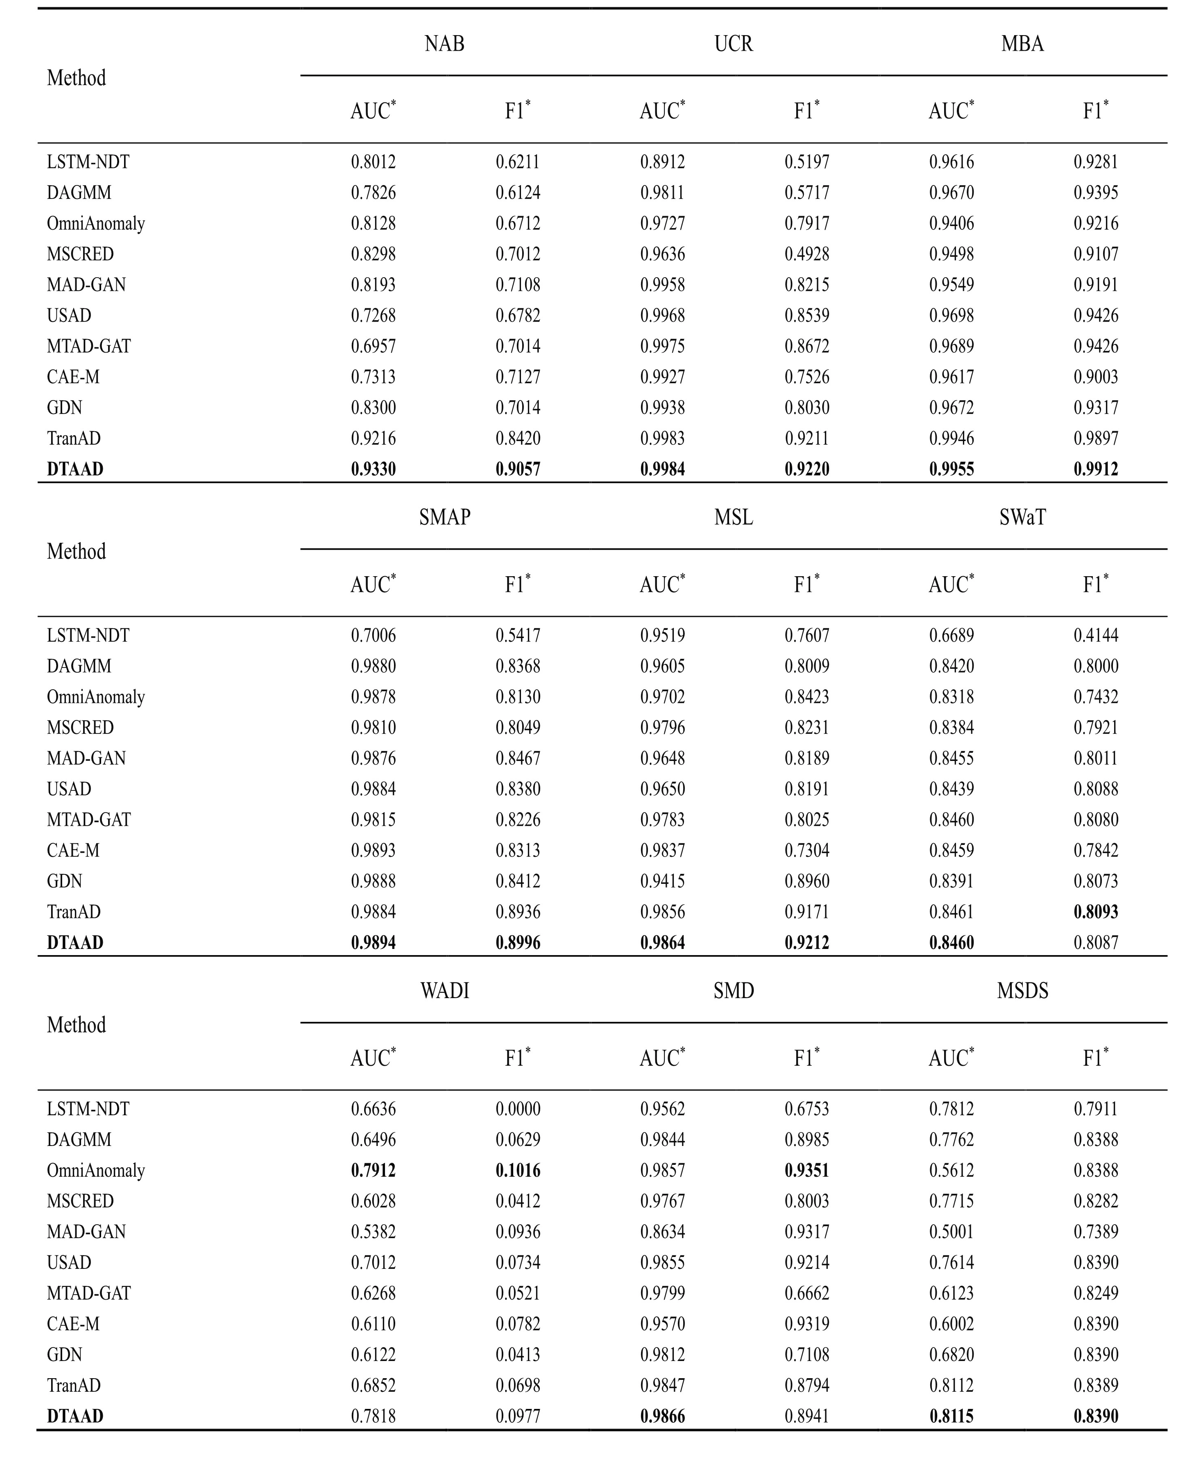 NAB UCR MBA
Method
AUC* F1* AUC* F1* AUC* F1*
LSTM-NDT 0.8012 0.6211 0.8912 0.5197 0.9616 0.9281
DAGMM 0.7826 0.6124 0.9811 0.5717 0.9670 0.9395
OmniAnomaly 0.8128 0.6712 0.9727 0.7917 0.9406 0.9216
MSCRED 0.8298 0.7012 0.9636 0.4928 0.9498 0.9107
MAD-GAN 0.8193 0.7108 0.9958 0.8215 0.9549 0.9191
USAD 0.7268 0.6782 0.9968 0.8539 0.9698 0.9426
MTAD-GAT 0.6957 0.7014 0.9975 0.8672 0.9689 0.9426
CAE-M 0.7313 0.7127 0.9927 0.7526 0.9617 0.9003
GDN 0.8300 0.7014 0.9938 0.8030 0.9672 0.9317
TranAD 0.9216 0.8420 0.9983 0.9211 0.9946 0.9897
DTAAD 0.9330 0.9057 0.9984 0.9220 0.9955 0.9912
SMAP MSL SWaT
Method
AUC* F1* AUC* F1* AUC* F1*
LSTM-NDT 0.7006 0.5417 0.9519 0.7607 0.6689 0.4144
DAGMM 0.9880 0.8368 0.9605 0.8009 0.8420 0.8000
OmniAnomaly 0.9878 0.8130 0.9702 0.8423 0.8318 0.7432
MSCRED 0.9810 0.8049 0.9796 0.8231 0.8384 0.7921
MAD-GAN 0.9876 0.8467 0.9648 0.8189 0.8455 0.8011
USAD 0.9884 0.8380 0.9650 0.8191 0.8439 0.8088
MTAD-GAT 0.9815 0.8226 0.9783 0.8025 0.8460 0.8080
CAE-M 0.9893 0.8313 0.9837 0.7304 0.8459 0.7842
GDN 0.9888 0.8412 0.9415 0.8960 0.8391 0.8073
TranAD 0.9884 0.8936 0.9856 0.9171 0.8461 0.8093
DTAAD 0.9894 0.8996 0.9864 0.9212 0.8460 0.8087
WADI SMD MSDS
Method
AUC* F1* AUC* F1* AUC* F1*
LSTM-NDT 0.6636 0.0000 0.9562 0.6753 0.7812 0.7911
DAGMM 0.6496 0.0629 0.9844 0.8985 0.7762 0.8388
OmniAnomaly 0.7912 0.1016 0.9857 0.9351 0.5612 0.8388
MSCRED 0.6028 0.0412 0.9767 0.8003 0.7715 0.8282
MAD-GAN 0.5382 0.0936 0.8634 0.9317 0.5001 0.7389
USAD 0.7012 0.0734 0.9855 0.9214 0.7614 0.8390
MTAD-GAT 0.6268 0.0521 0.9799 0.6662 0.6123 0.8249
CAE-M 0.6110 0.0782 0.9570 0.9319 0.6002 0.8390
GDN 0.6122 0.0413 0.9812 0.7108 0.6820 0.8390
TranAD 0.6852 0.0698 0.9847 0.8794 0.8112 0.8389
DTAAD 0.7818 0.0977 0.9866 0.8941 0.8115 0.8390